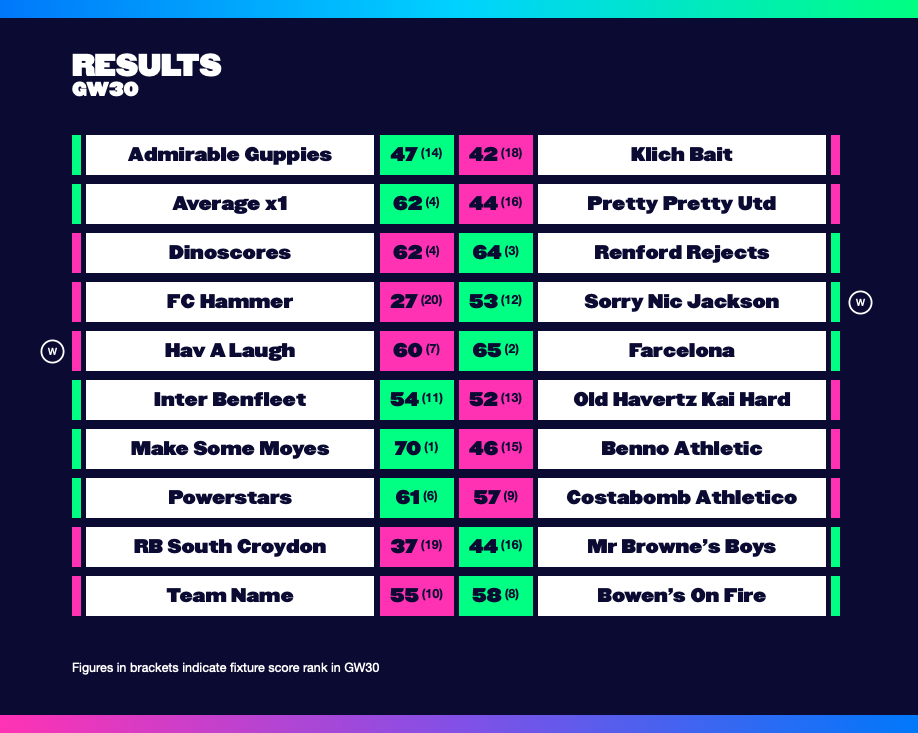 RESULTS
GW30
Admirable Guppies 47 (14) 42 (18) Klich Bait
Average x1 62 (4) 44 (16) Pretty Pretty Utd
Dinoscores 62 (4) 64 (3) Renford Rejects
FC Hammer 27 (20) 53 (12) Sorry Nic Jackson W
W Hav A Laugh 60 (7) 65 (2) Farcelona
Inter Benfleet 54 (11) 52 (13) Old Havertz Kai Hard
Make Some Moyes 70 (1) 46 (15) Benno Athletic
Powerstars 61 (6) 57 (9) Costabomb Athletico
RB South Croydon 37 (19) 44 (16) Mr Browne’s Boys
Team Name 55 (10) 58 (8) Bowen’s On Fire
Figures in brackets indicate fixture score rank in GW30